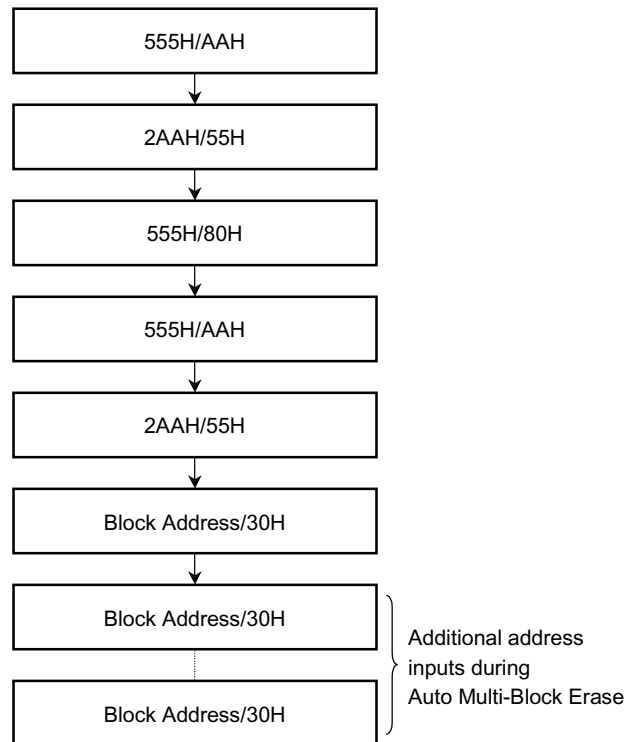 555H/AAH
2AAH/55H
555H/80H
555H/AAH
2AAH/55H
Block Address/30H
Block Address/30H
Additional address
inputs during
Auto Multi-Block Erase
Block Address/30H